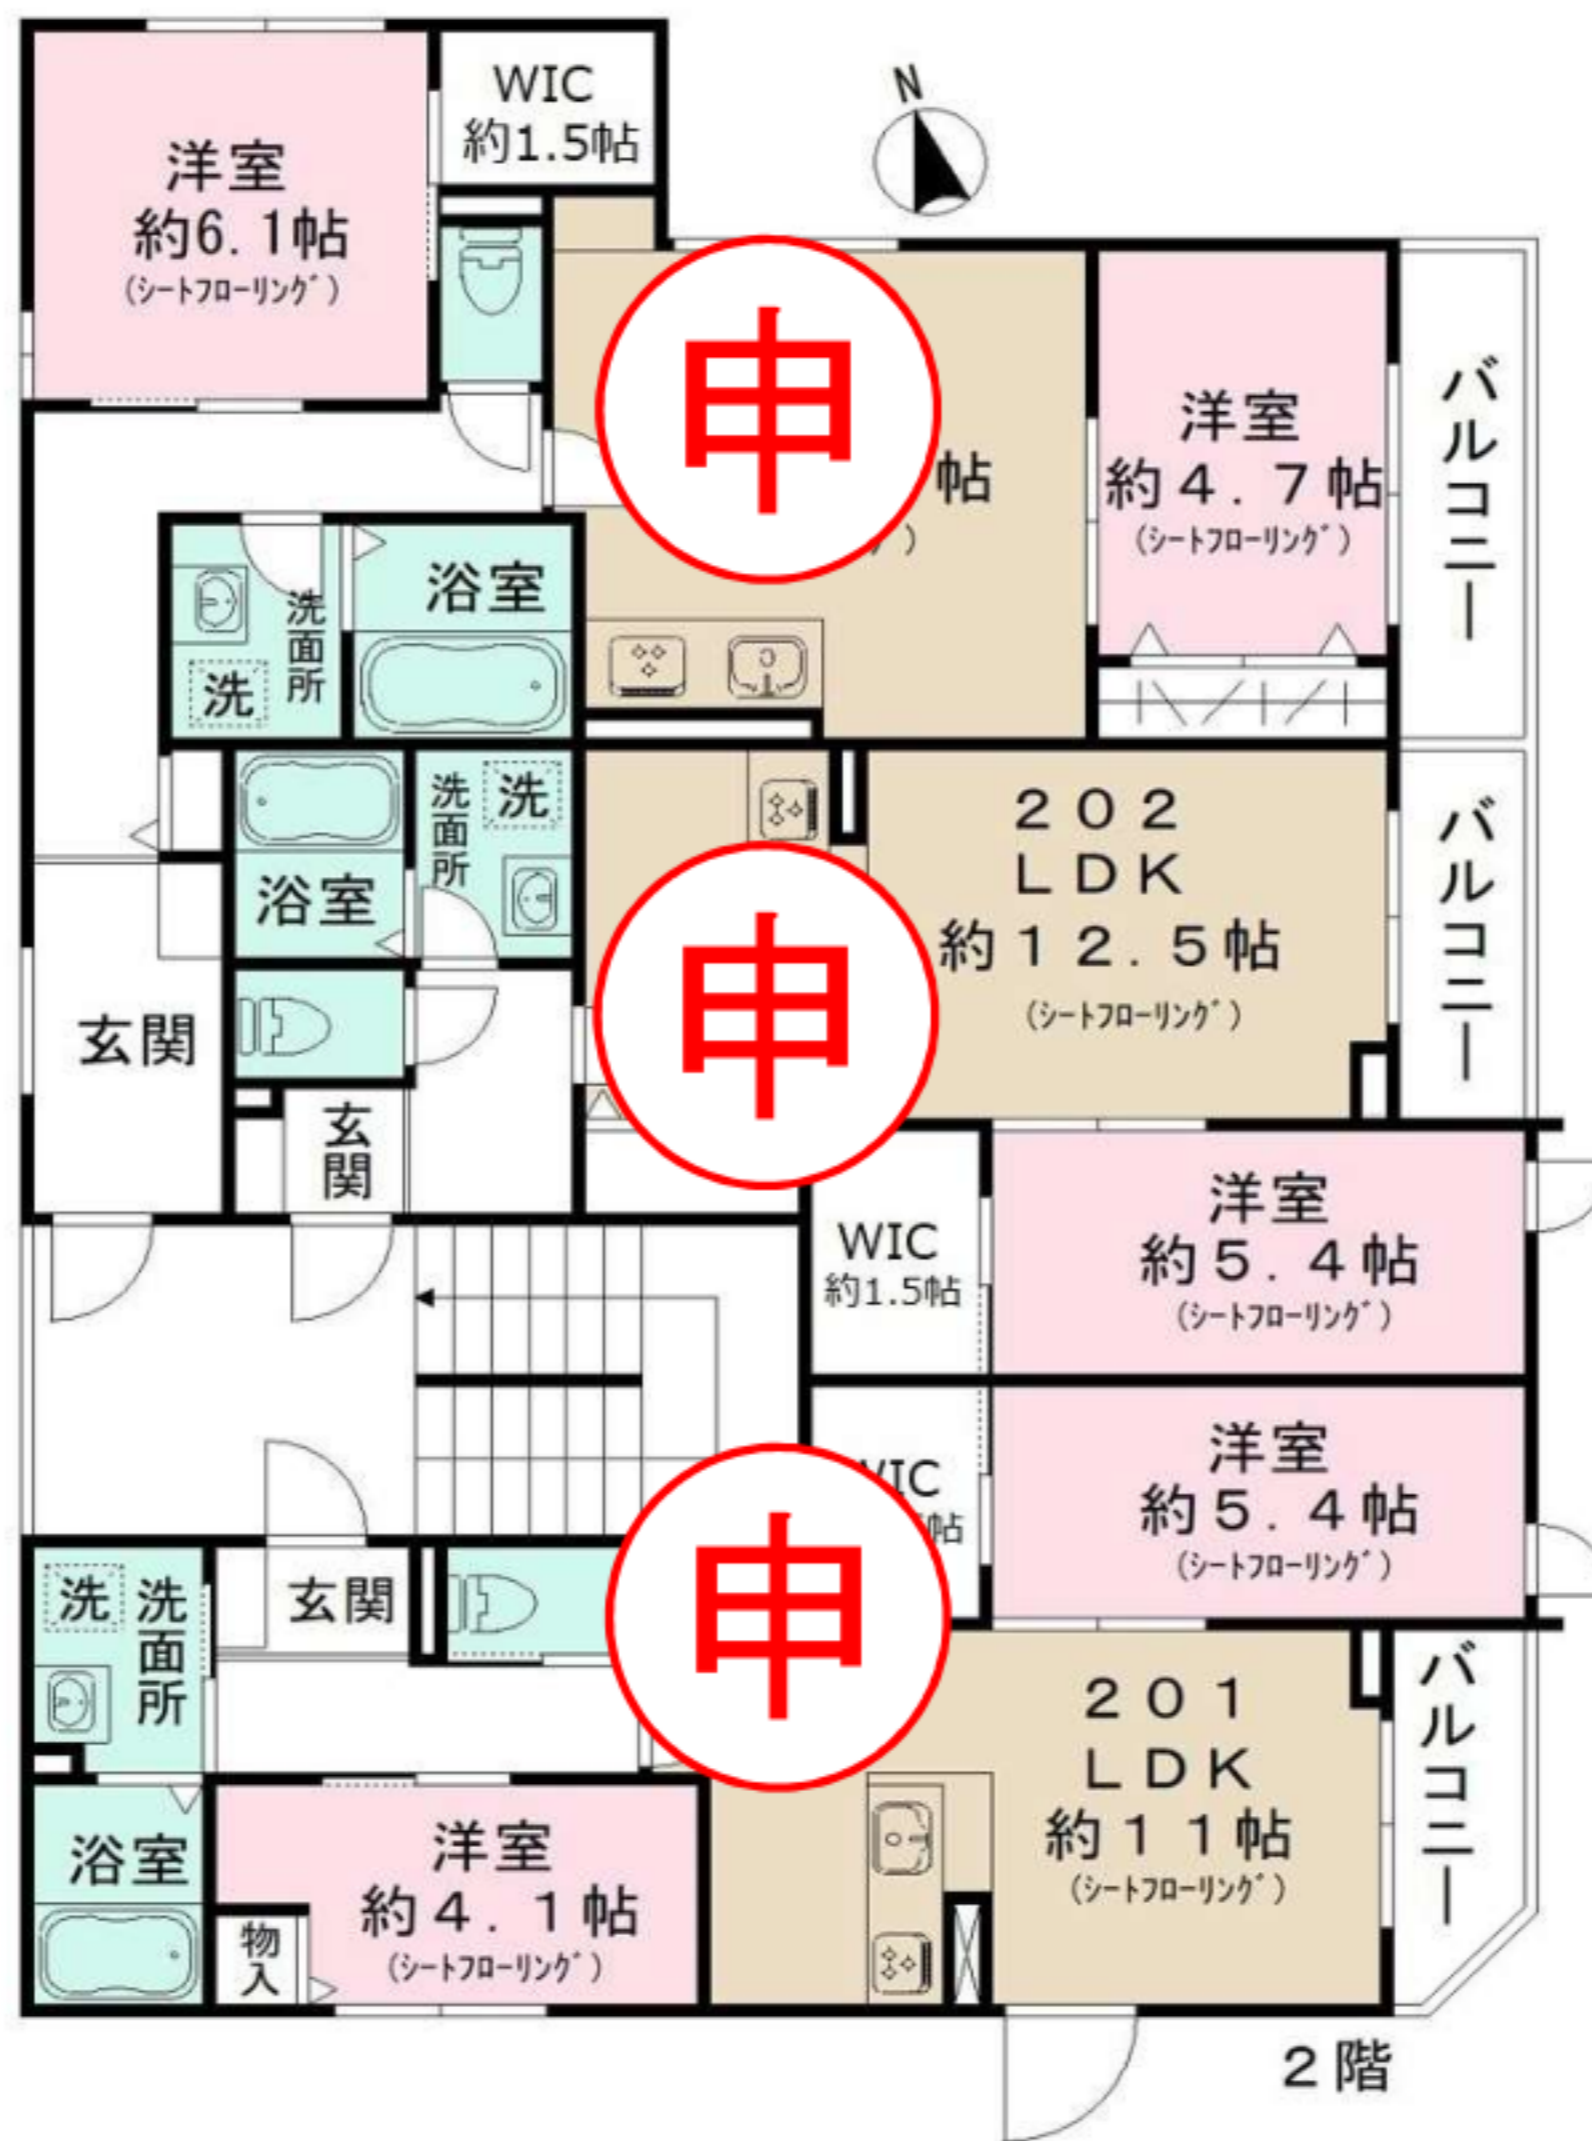 洋室
約6.1帖
(シートフローリング)
WIC
約1.5帖
N
申
帖
洋室
約4.7帖
(シートフローリング)
バルコニー
浴室
洗面所
洗
浴室
洗面所
洗
玄関
玄関
申
202
LDK
約12.5帖
(シートフローリング)
バルコニー
WIC
約1.5帖
洋室
約5.4帖
(シートフローリング)
洋室
約5.4帖
(シートフローリング)
帖
申
洗
洗面所
玄関
浴室
洋室
約4.1帖
(シートフローリング)
物入
201
LDK
約11帖
(シートフローリング)
バルコニー
2階